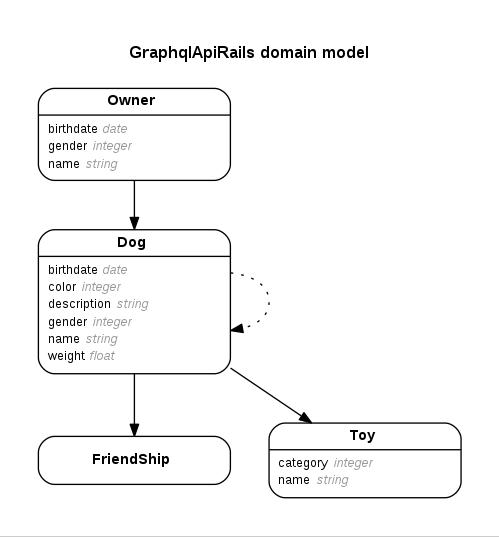 GraphqlApiRails domain model
Owner
birthdate date
gender integer
name string
Dog
birthdate date
color integer
description string
gender integer
name string
weight float
FriendShip
Toy
category integer
name string